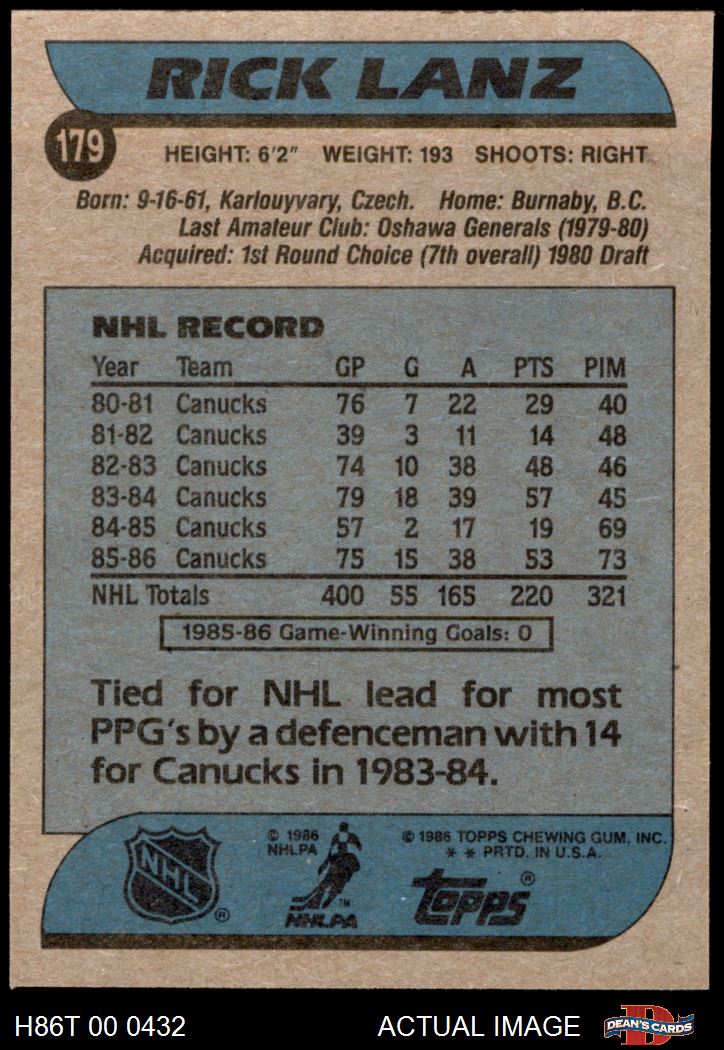 RICK LANZ
179
HEIGHT: 6'2" WEIGHT: 193 SHOOTS: RIGHT
Born: 9-16-61, Karlouyvary, Czech. Home: Burnaby, B.C.
Last Amateur Club: Oshawa Generals (1979-80)
Acquired: 1st Round Choice (7th overall) 1980 Draft
NHL RECORD
Year Team GP G A PTS PIM
80-81 Canucks 76 7 22 29 40
81-82 Canucks 39 3 11 14 48
82-83 Canucks 74 10 38 48 46
83-84 Canucks 79 18 39 57 45
84-85 Canucks 57 2 17 19 69
85-86 Canucks 75 15 38 53 73
NHL Totals 400 55 165 220 321
1985-86 Game-Winning Goals: 0
Tied for NHL lead for most
PPG's by a defenceman with 14
for Canucks in 1983-84.
© 1986 © 1986 TOPPS CHEWING GUM, INC.
NHLPA * * PRTD. IN U.S.A.
NHL ® NHLPA TM topps ®
H86T 00 0432 ACTUAL IMAGE D DEAN'S CARDS